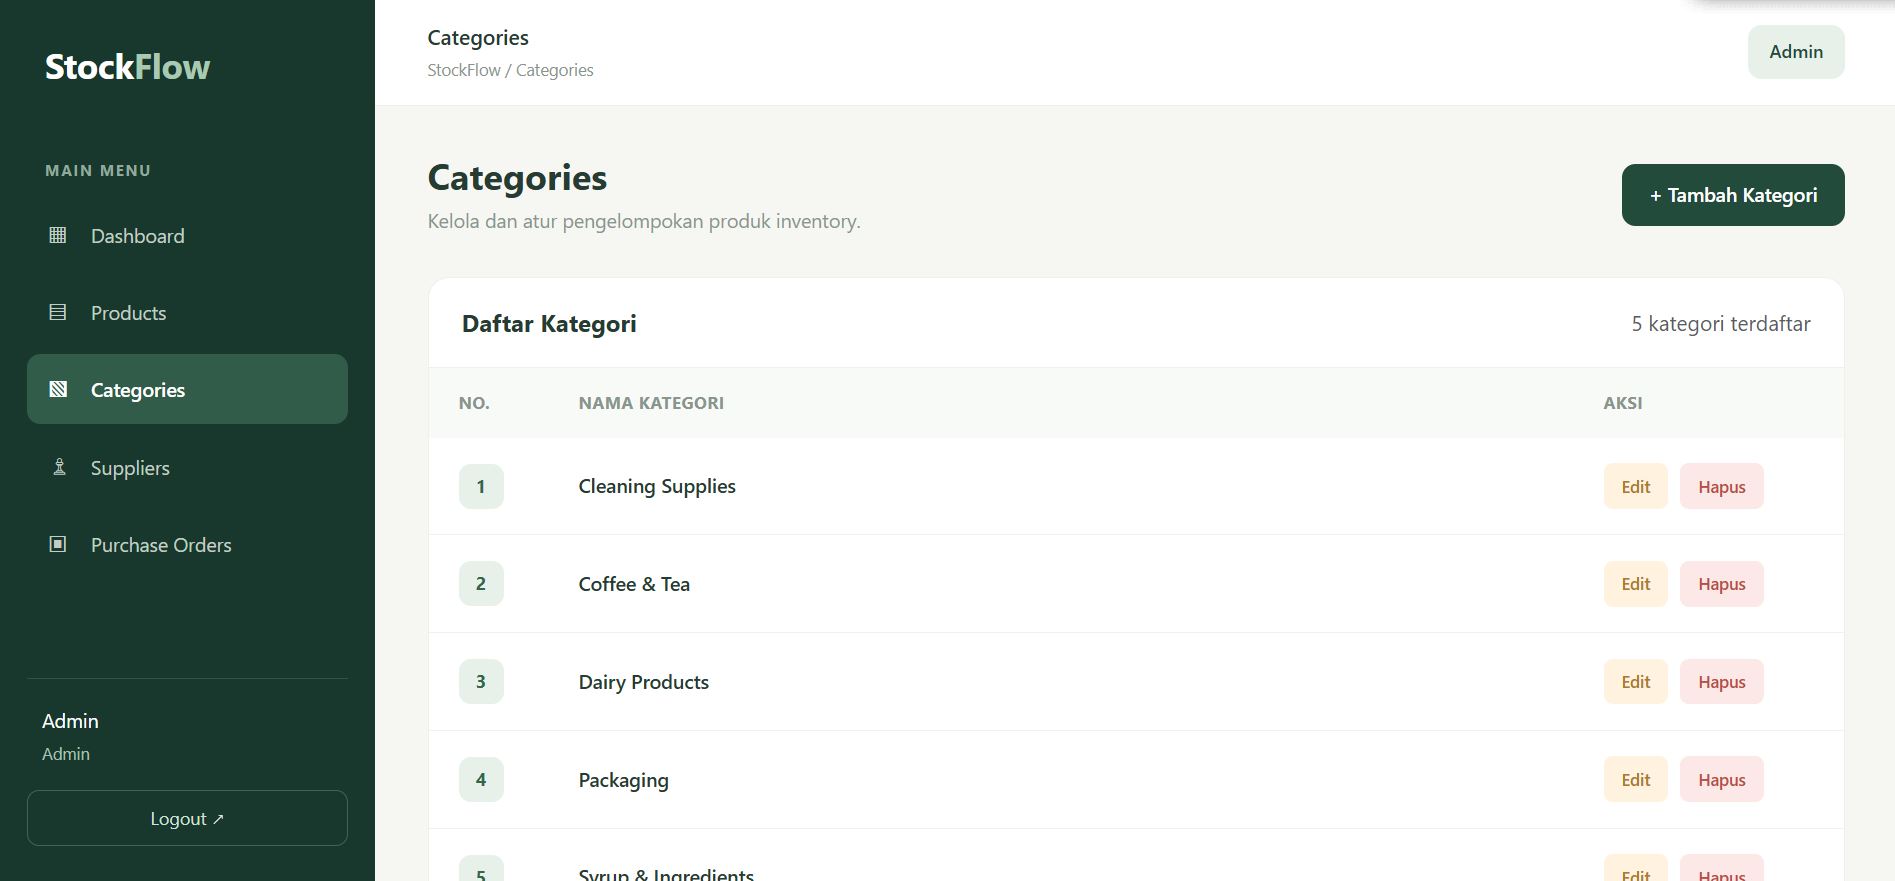 StockFlow
MAIN MENU
Dashboard
Products
Categories
Suppliers
Purchase Orders
Admin
Admin
Logout ↗
Categories
StockFlow / Categories
Admin
Categories
Kelola dan atur pengelompokan produk inventory.
+ Tambah Kategori
Daftar Kategori
5 kategori terdaftar
NO. NAMA KATEGORI AKSI
1 Cleaning Supplies Edit Hapus
2 Coffee & Tea Edit Hapus
3 Dairy Products Edit Hapus
4 Packaging Edit Hapus
5 Syrup & Ingredients Edit Hapus